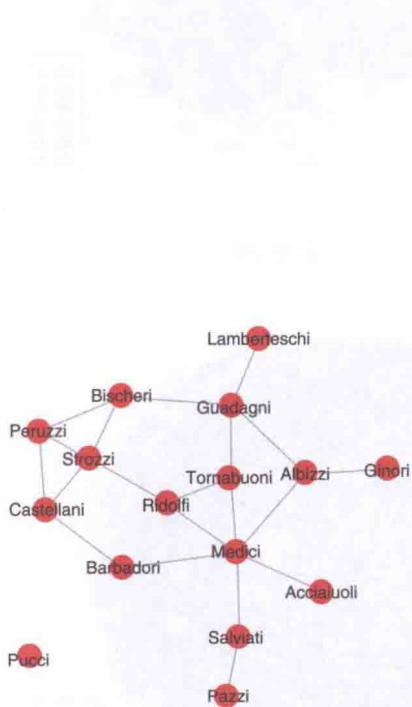 Lamberteschi
Bischeri
Guadagni
Peruzzi
Strozzi
Tornabuoni
Albizzi
Ginori
Castellani
Ridolfi
Medici
Barbadori
Acciaiuoli
Salviati
Pucci
Pazzi